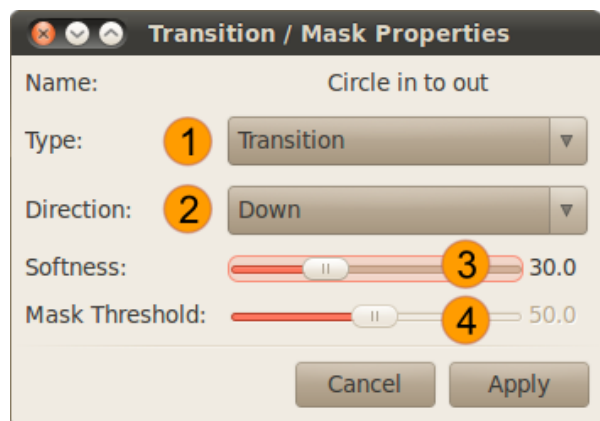 Transition / Mask Properties
Name: Circle in to out
Type: 1 Transition
Direction: 2 Down
Softness: 3 30.0
Mask Threshold: 4 50.0
Cancel Apply